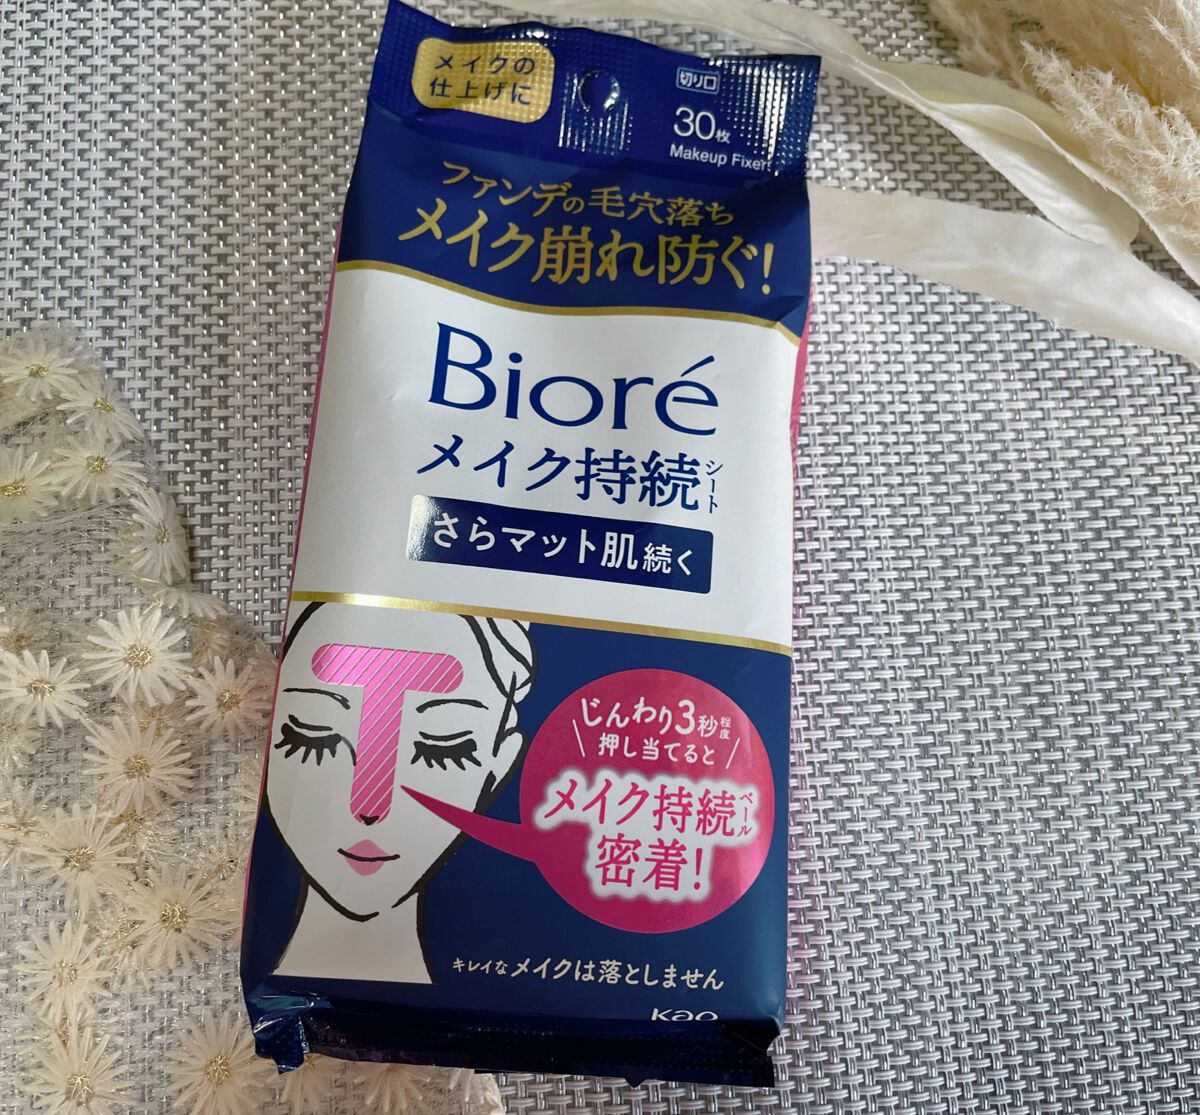 メイクの
仕上げに
切り口
30枚
Makeup Fixer
ファンデの毛穴落ち
メイク崩れ防ぐ!
Bioré
メイク持続シート
さらマット肌続く
じんわり3秒程度
押し当てると
メイク持続ベール
密着!
キレイなメイクは落としません
Kao